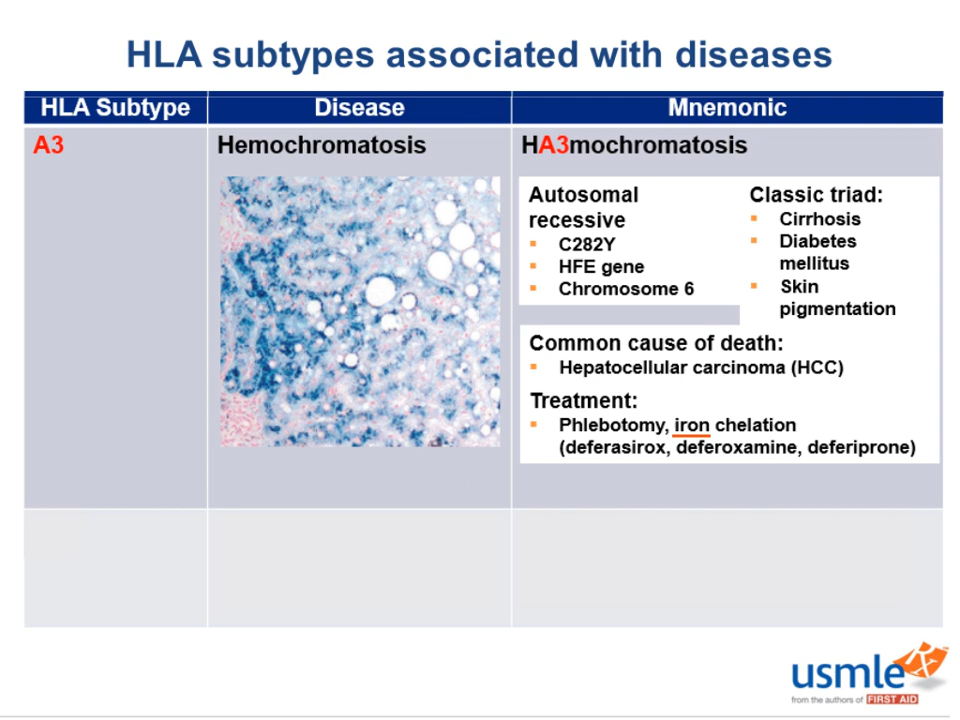 HLA subtypes associated with diseases
HLA Subtype
Disease
Mnemonic
A3
Hemochromatosis
HA3mochromatosis
Autosomal
recessive
▪ C282Y
▪ HFE gene
▪ Chromosome 6
Classic triad:
▪ Cirrhosis
▪ Diabetes
mellitus
▪ Skin
pigmentation
Common cause of death:
▪ Hepatocellular carcinoma (HCC)
Treatment:
▪ Phlebotomy, iron chelation
(deferasirox, deferoxamine, deferiprone)
usmle Rx
from the authors of FIRST AID